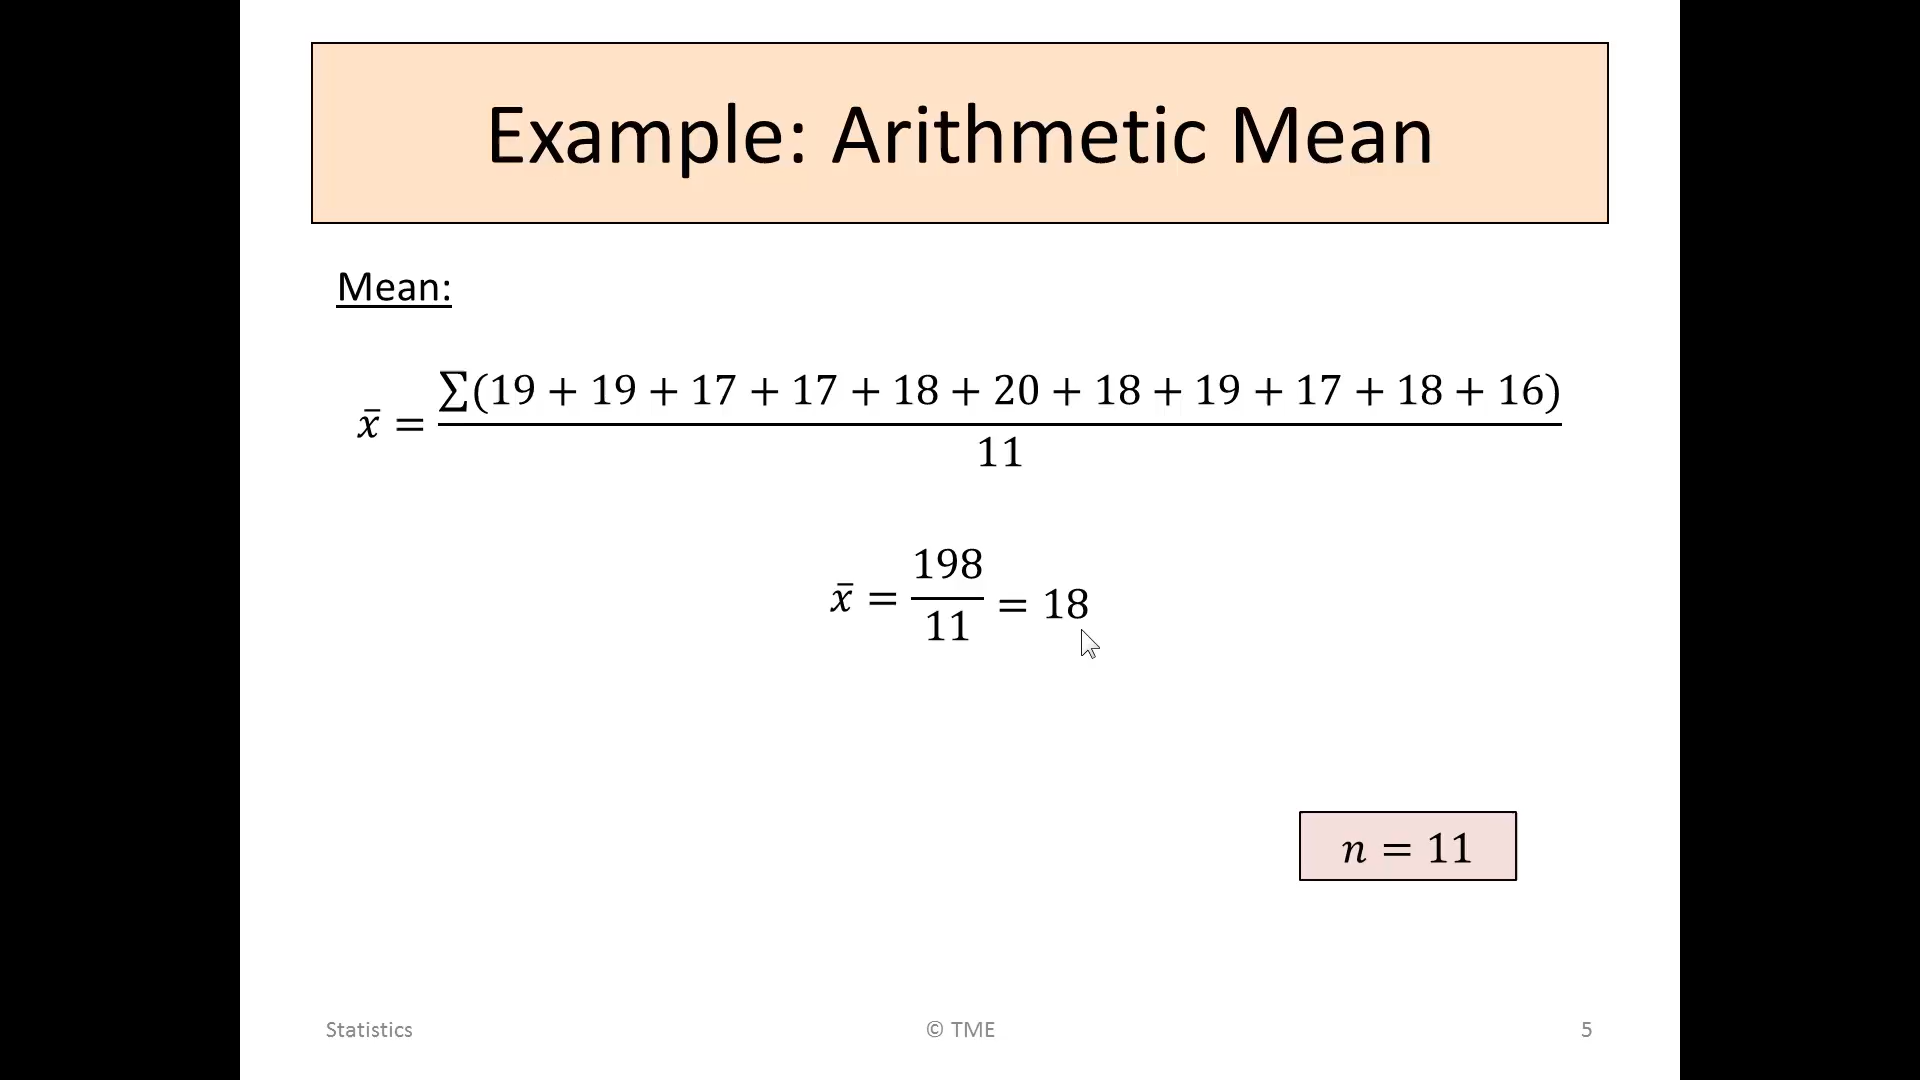 Example: Arithmetic Mean
Mean:
x̄ = ∑(19 + 19 + 17 + 17 + 18 + 20 + 18 + 19 + 17 + 18 + 16)
11
x̄ = 198/11 = 18
n = 11
Statistics © TME 5